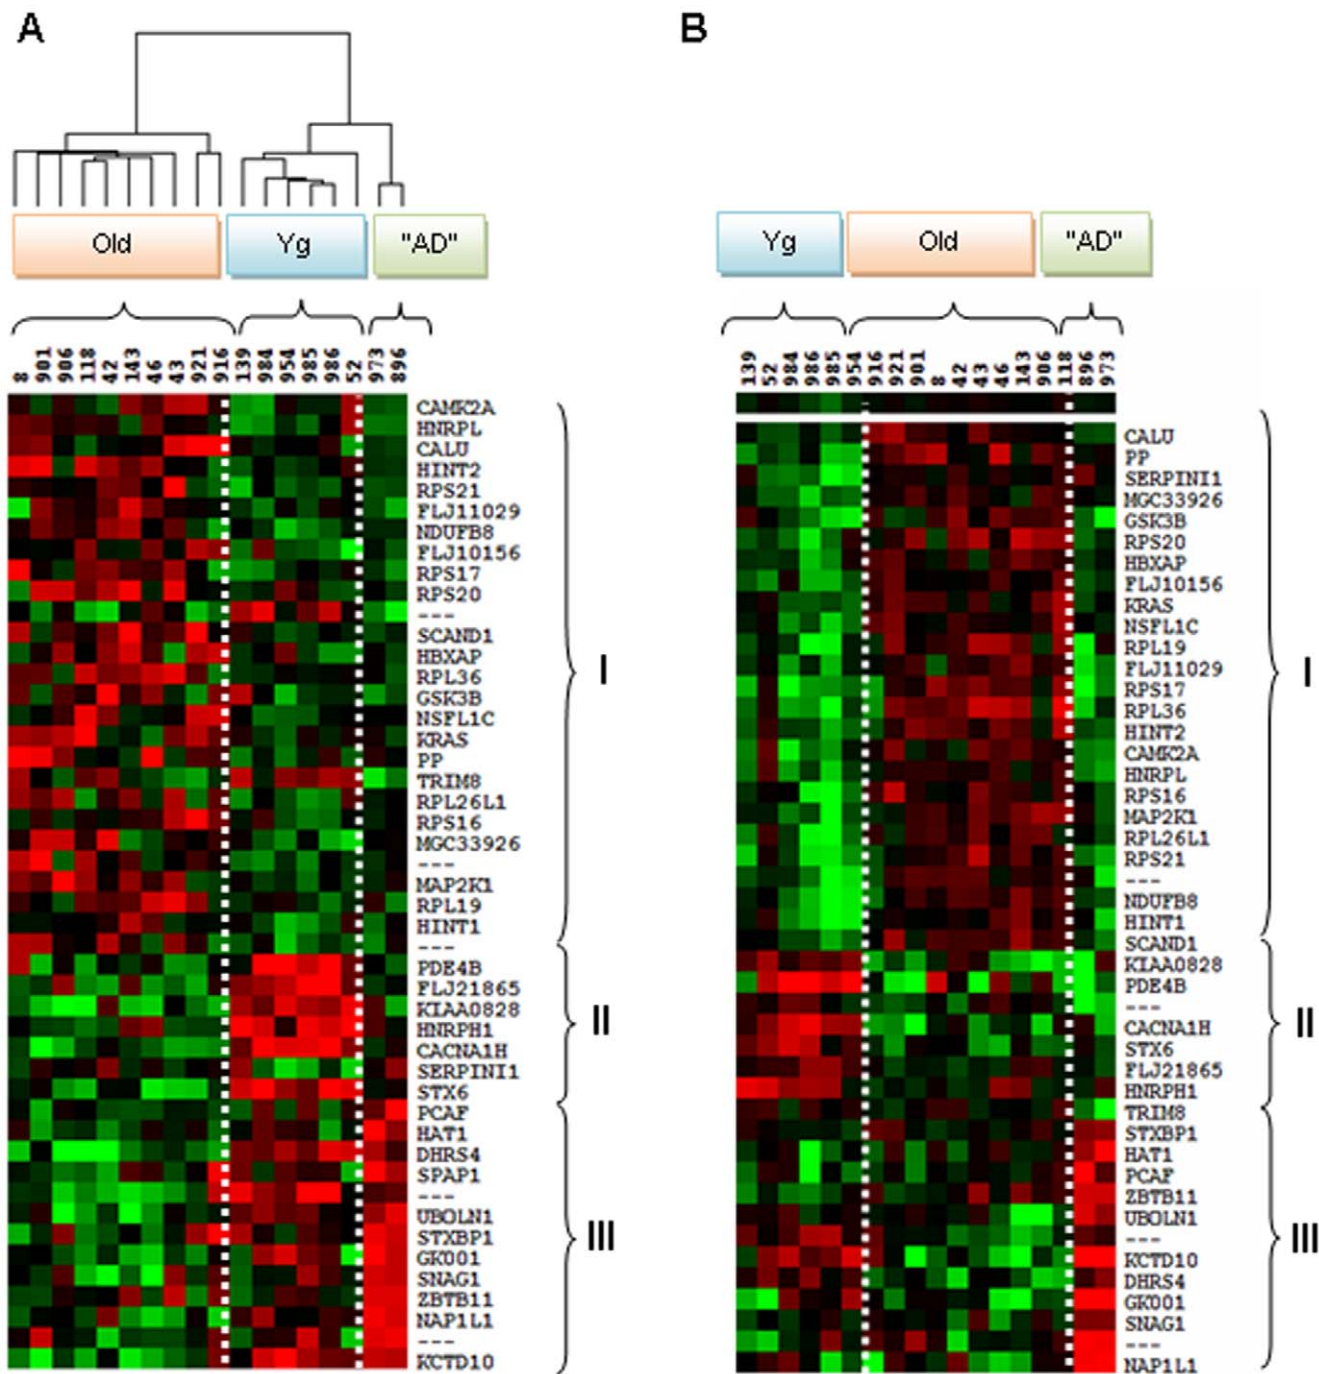 A
Old
Yg
"AD"
8
901
906
118
42
143
46
43
921
916
139
984
954
985
986
52
973
896
CAMK2A
HNRPL
CALU
HINT2
RPS21
FLJ11029
NDUFB8
FLJ10156
RPS17
RPS20
---
SCAND1
HBXAP
RPL36
GSK3B
NSFL1C
KRAS
PP
TRIM8
RPL26L1
RPS16
MGC33926
---
MAP2K1
RPL19
HINT1
---
PDE4B
FLJ21865
KIAA0828
HNRPH1
CACNA1H
SERPINI1
STX6
PCAF
HAT1
DHRS4
SPAP1
---
UBOLN1
STXBP1
GK001
SNAG1
ZBTB11
NAP1L1
---
KCTD10
I
II
III
B
Yg
Old
"AD"
139
52
984
986
985
954
916
921
901
8
42
43
46
143
906
118
896
973
CALU
PP
SERPINI1
MGC33926
GSK3B
RPS20
HBXAP
FLJ10156
KRAS
NSFL1C
RPL19
FLJ11029
RPS17
RPL36
HINT2
CAMK2A
HNRPL
RPS16
MAP2K1
RPL26L1
RPS21
---
NDUFB8
HINT1
SCAND1
KIAA0828
PDE4B
---
CACNA1H
STX6
FLJ21865
HNRPH1
TRIM8
STXBP1
HAT1
PCAF
ZBTB11
UBOLN1
---
KCTD10
DHRS4
GK001
SNAG1
---
NAP1L1
I
II
III